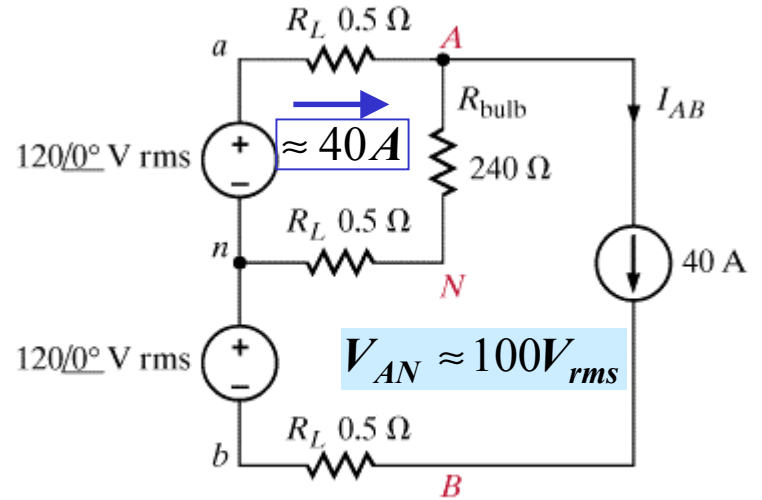 R_L 0.5 Ω
a
A
120/0° V rms
+
−
≈ 40A
R_bulb
240 Ω
I_AB
R_L 0.5 Ω
n
N
40 A
120/0° V rms
+
−
V_AN ≈ 100V_rms
R_L 0.5 Ω
b
B